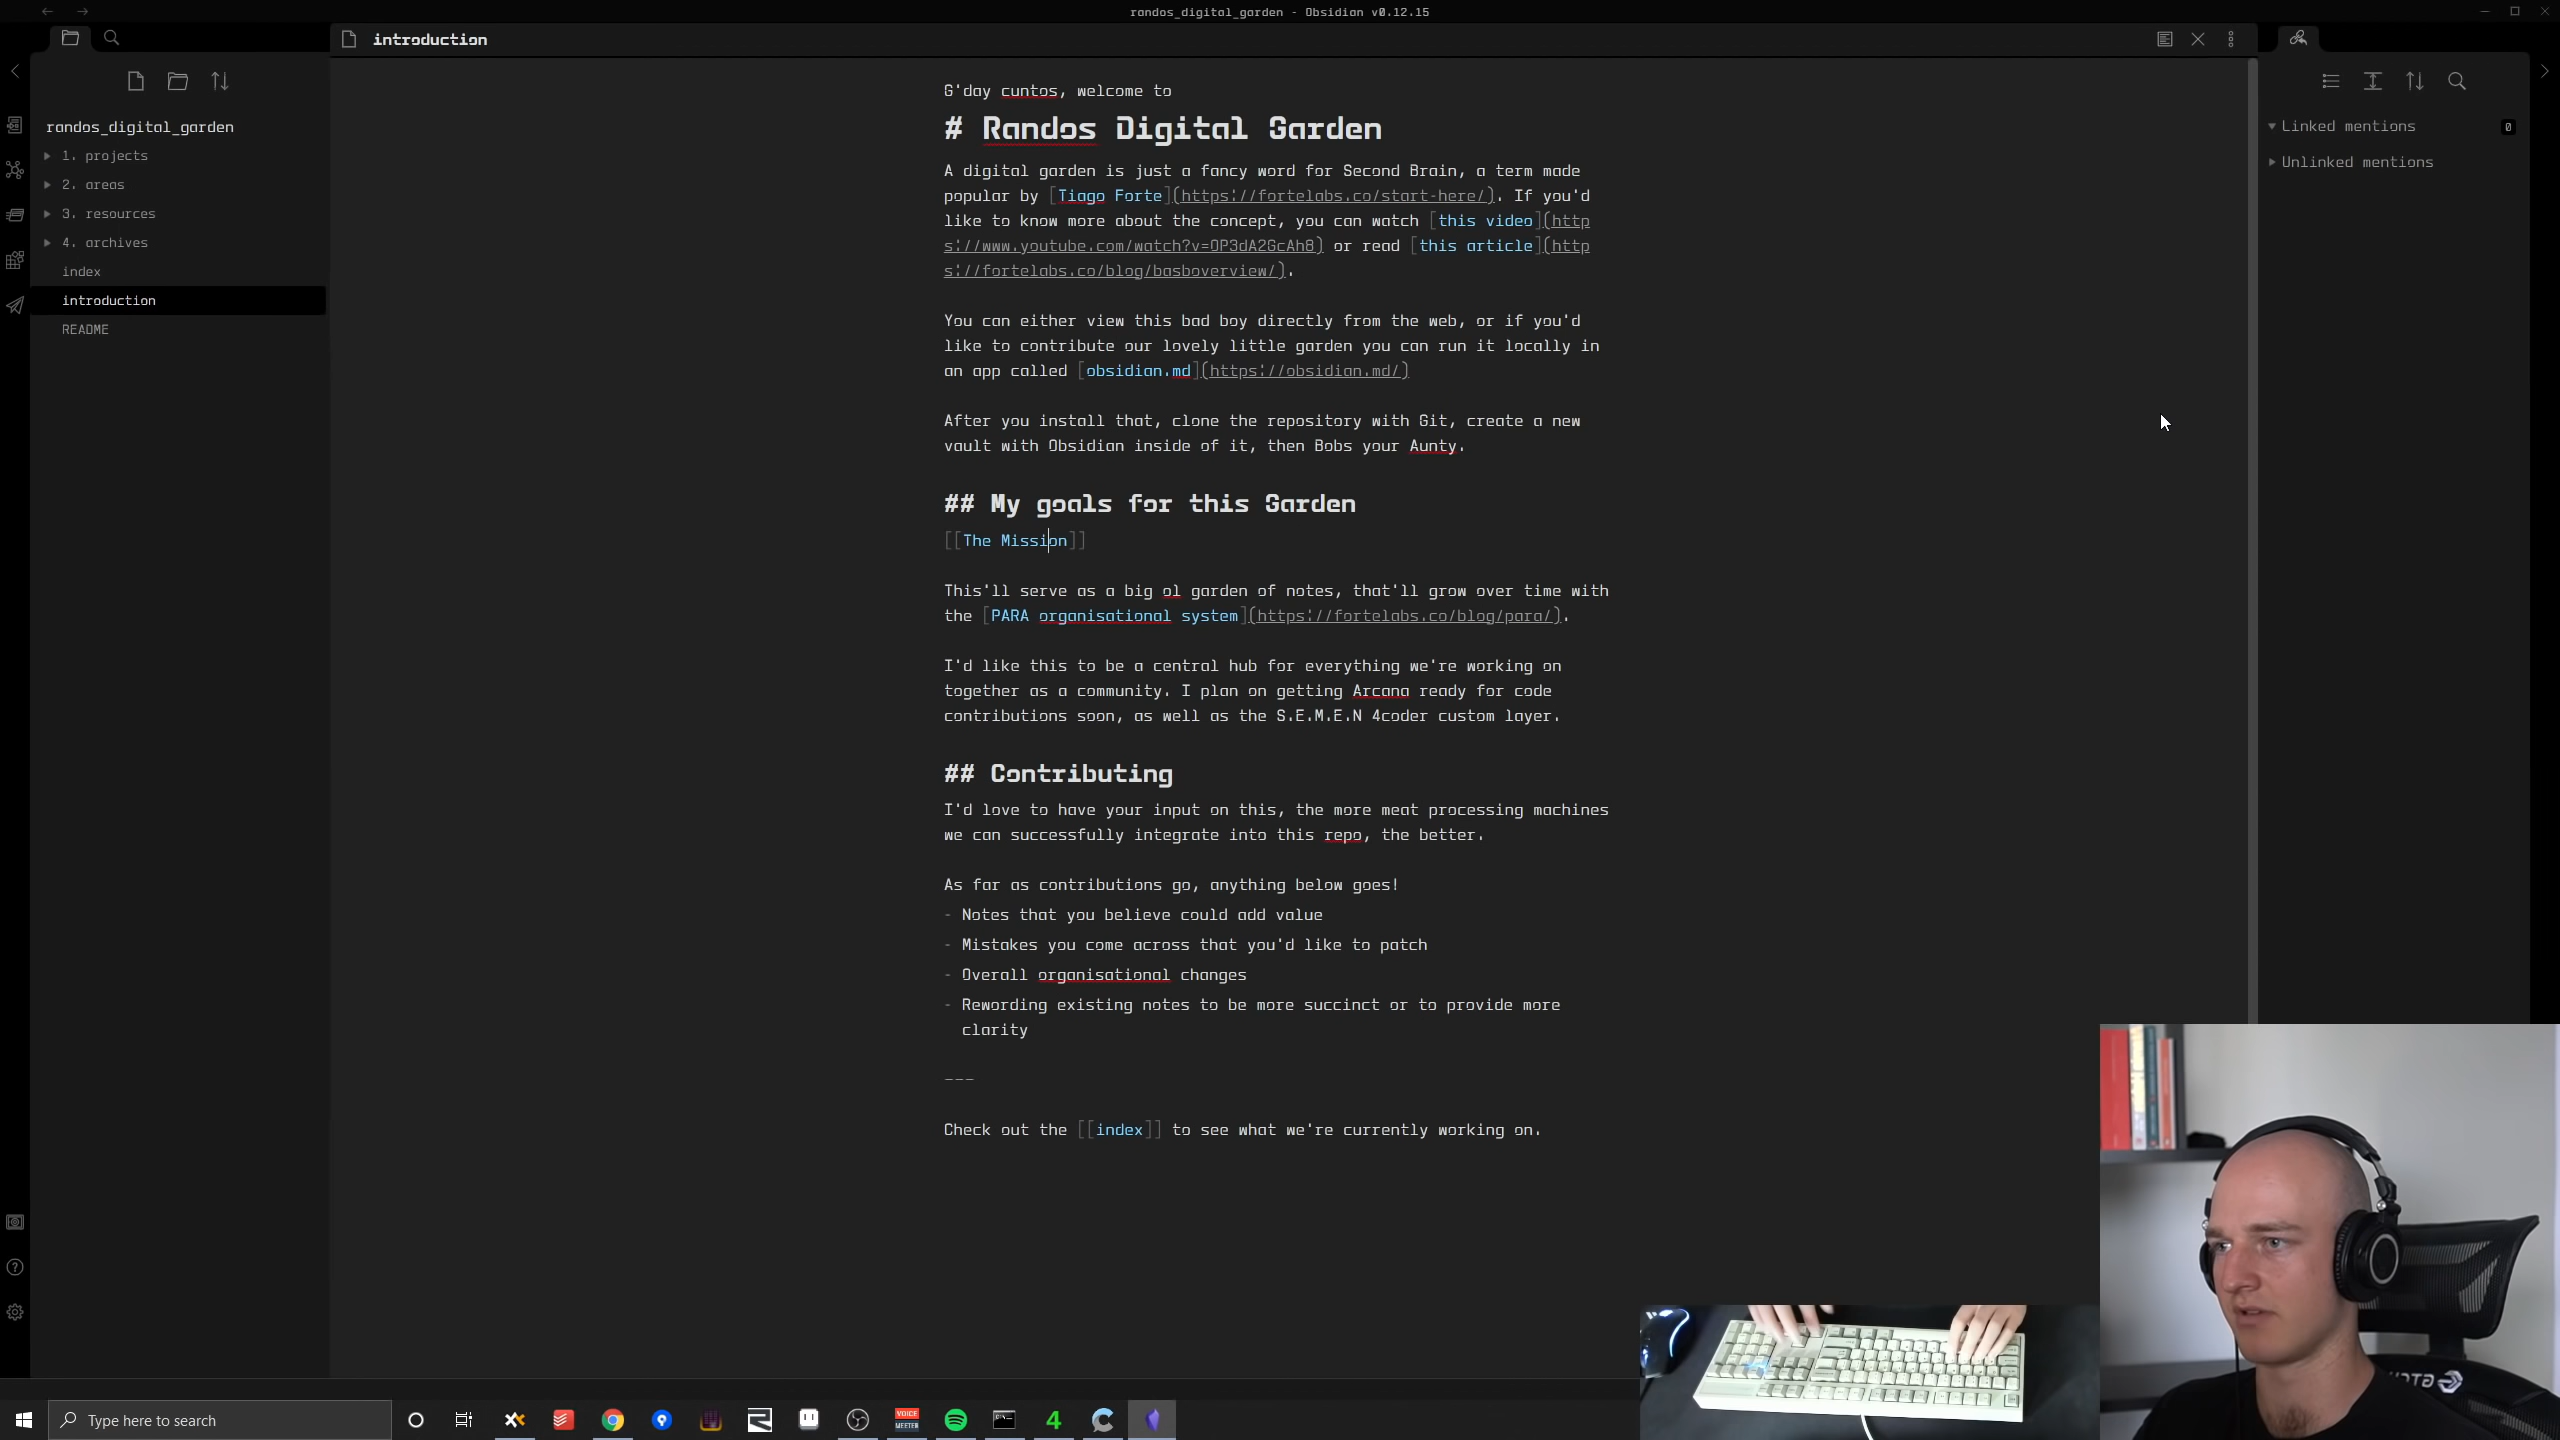 randos_digital_garden - Obsidian v0.12.15
introduction
randos_digital_garden
1. projects
2. areas
3. resources
4. archives
index
introduction
README
G'day cuntos, welcome to
# Randos Digital Garden
A digital garden is just a fancy word for Second Brain, a term made
popular by [Tiago Forte](https://fortelabs.co/start-here/). If you'd
like to know more about the concept, you can watch [this video](http
s://www.youtube.com/watch?v=OP3dA2GcAh8) or read [this article](http
s://fortelabs.co/blog/basboverview/).
You can either view this bad boy directly from the web, or if you'd
like to contribute our lovely little garden you can run it locally in
an app called [obsidian.md](https://obsidian.md/)
After you install that, clone the repository with Git, create a new
vault with Obsidian inside of it, then Bobs your Aunty.
## My goals for this Garden
[[The Mission]]
This'll serve as a big ol garden of notes, that'll grow over time with
the [PARA organisational system](https://fortelabs.co/blog/para/).
I'd like this to be a central hub for everything we're working on
together as a community. I plan on getting Arcana ready for code
contributions soon, as well as the S.E.M.E.N 4coder custom layer.
## Contributing
I'd love to have your input on this, the more meat processing machines
we can successfully integrate into this repo, the better.
As far as contributions go, anything below goes!
- Notes that you believe could add value
- Mistakes you come across that you'd like to patch
- Overall organisational changes
- Rewording existing notes to be more succinct or to provide more
clarity
---
Check out the [[index]] to see what we're currently working on.
Linked mentions
0
Unlinked mentions
Type here to search
VOICE
MEETER
4